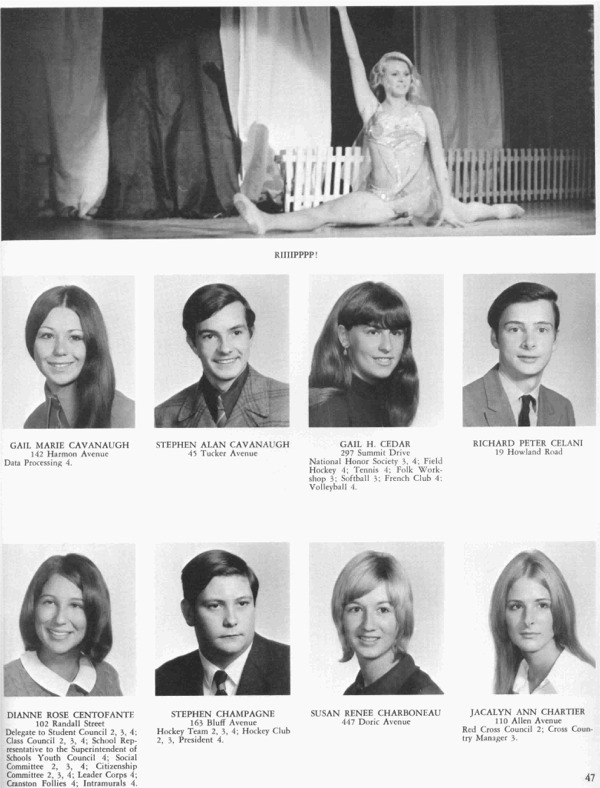 RIIIIPPPP!
GAIL MARIE CAVANAUGH
142 Harmon Avenue
Data Processing 4.
STEPHEN ALAN CAVANAUGH
45 Tucker Avenue
GAIL H. CEDAR
297 Summit Drive
National Honor Society 3, 4; Field
Hockey 4; Tennis 4; Folk Work-
shop 3; Softball 3; French Club 4;
Volleyball 4.
RICHARD PETER CELANI
19 Howland Road
DIANNE ROSE CENTOFANTE
102 Randall Street
Delegate to Student Council 2, 3, 4;
Class Council 2, 3, 4; School Rep-
resentative to the Superintendent of
Schools Youth Council 4; Social
Committee 2, 3, 4; Citizenship
Committee 2, 3, 4; Leader Corps 4;
Cranston Follies 4; Intramurals 4.
STEPHEN CHAMPAGNE
163 Bluff Avenue
Hockey Team 2, 3, 4; Hockey Club
2, 3, President 4.
SUSAN RENEE CHARBONEAU
447 Doric Avenue
JACALYN ANN CHARTIER
110 Allen Avenue
Red Cross Council 2; Cross Coun-
try Manager 3.
47